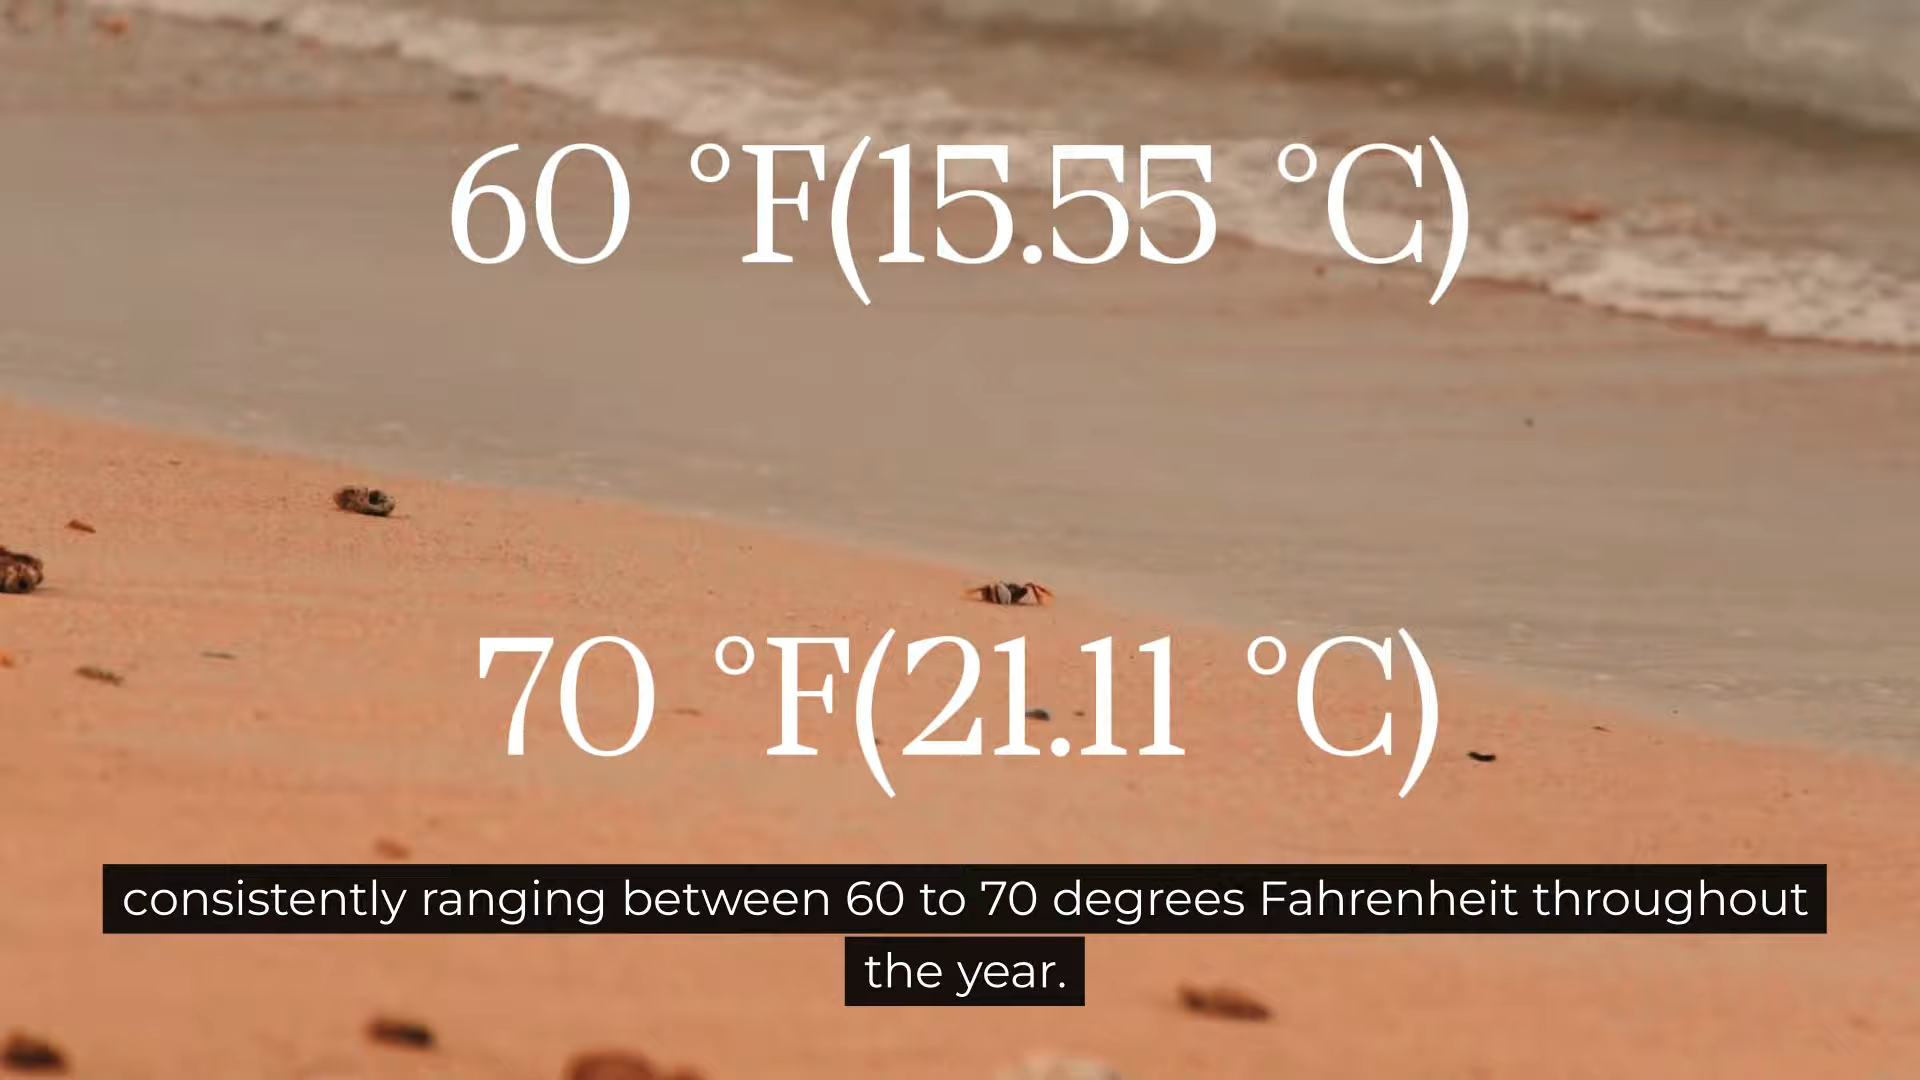 60 °F(15.55 °C)
70 °F(21.11 °C)
consistently ranging between 60 to 70 degrees Fahrenheit throughout
the year.